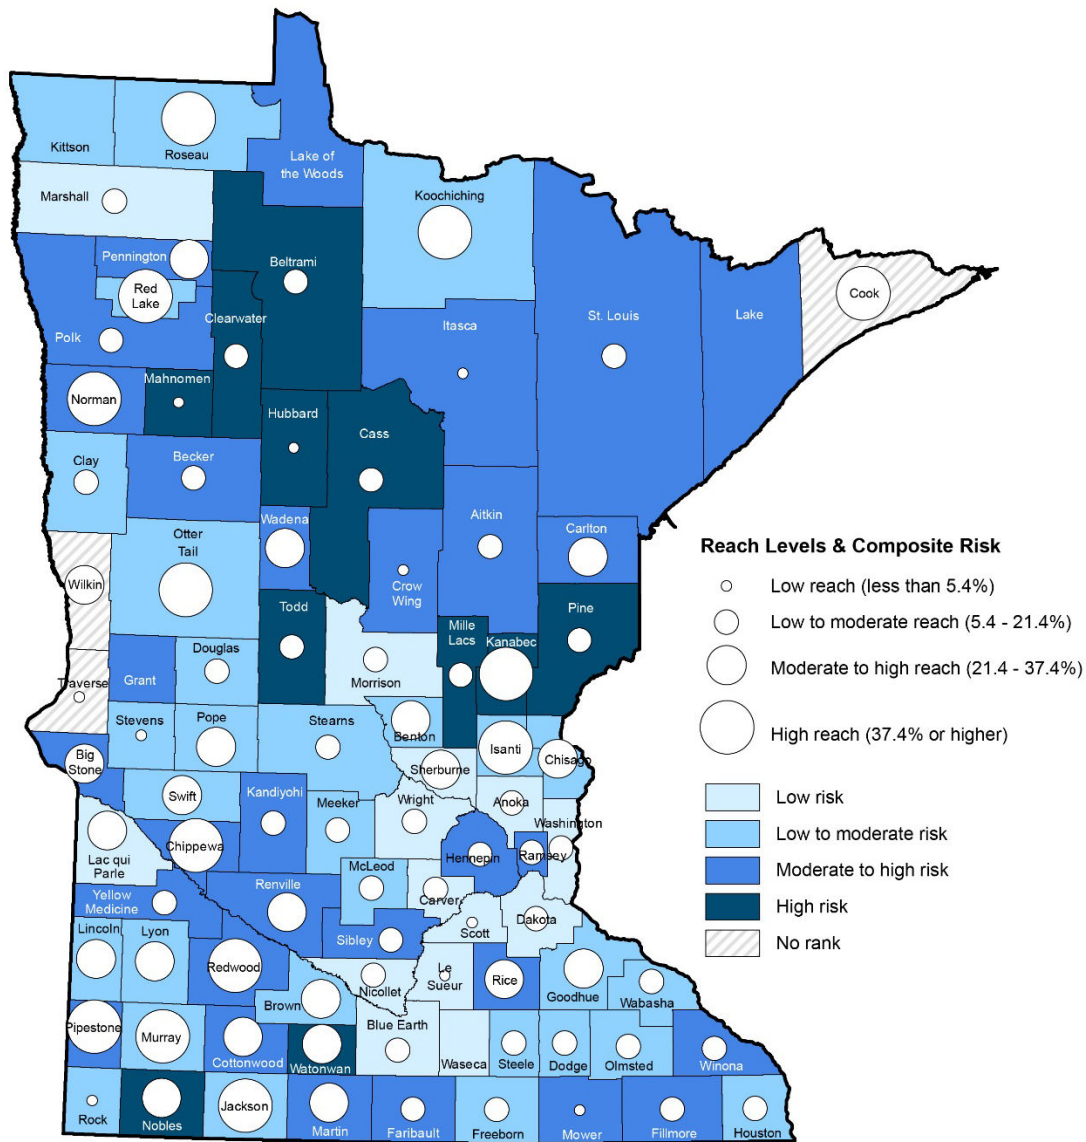 Kittson
Roseau
Lake of
the Woods
Koochiching
Marshall
Pennington
Red
Lake
Beltrami
Clearwater
Polk
Itasca
St. Louis
Lake
Cook
Norman
Mahnomen
Hubbard
Cass
Clay
Becker
Wadena
Aitkin
Carlton
Crow
Wing
Otter
Tail
Wilkin
Todd
Mille
Lacs
Kanabec
Pine
Traverse
Grant
Douglas
Morrison
Stevens
Pope
Stearns
Benton
Isanti
Chisago
Big
Stone
Swift
Kandiyohi
Meeker
Sherburne
Wright
Anoka
Washington
Lac qui
Parle
Chippewa
McLeod
Hennepin
Ramsey
Carver
Renville
Yellow
Medicine
Scott
Dakota
Lincoln
Lyon
Redwood
Sibley
Nicollet
Le
Sueur
Rice
Goodhue
Wabasha
Brown
Pipestone
Murray
Cottonwood
Watonwan
Blue Earth
Waseca
Steele
Dodge
Olmsted
Winona
Rock
Nobles
Jackson
Martin
Faribault
Freeborn
Mower
Fillmore
Houston
Reach Levels & Composite Risk
Low reach (less than 5.4%)
Low to moderate reach (5.4 - 21.4%)
Moderate to high reach (21.4 - 37.4%)
High reach (37.4% or higher)
Low risk
Low to moderate risk
Moderate to high risk
High risk
No rank